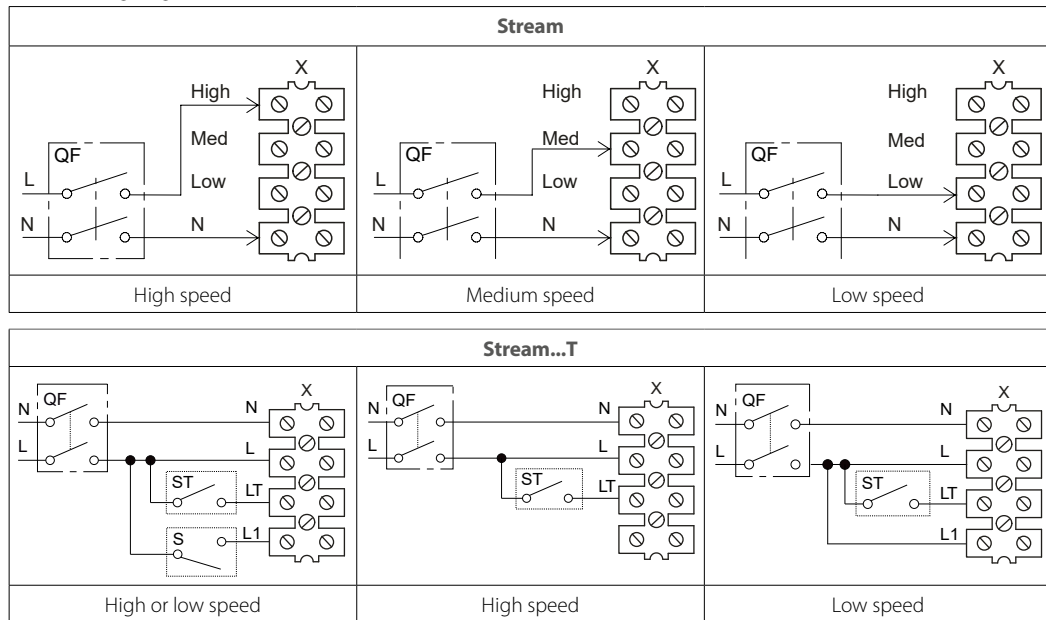 Stream
X
High
Med
QF
L
Low
N
N
High speed
X
High
Med
QF
L
Low
N
N
Medium speed
X
High
Med
QF
L
Low
N
N
Low speed
Stream...T
X
N
QF
N
L
L
ST
LT
S
L1
High or low speed
X
N
QF
N
L
L
ST
LT
High speed
X
N
QF
N
L
L
ST
LT
L1
Low speed